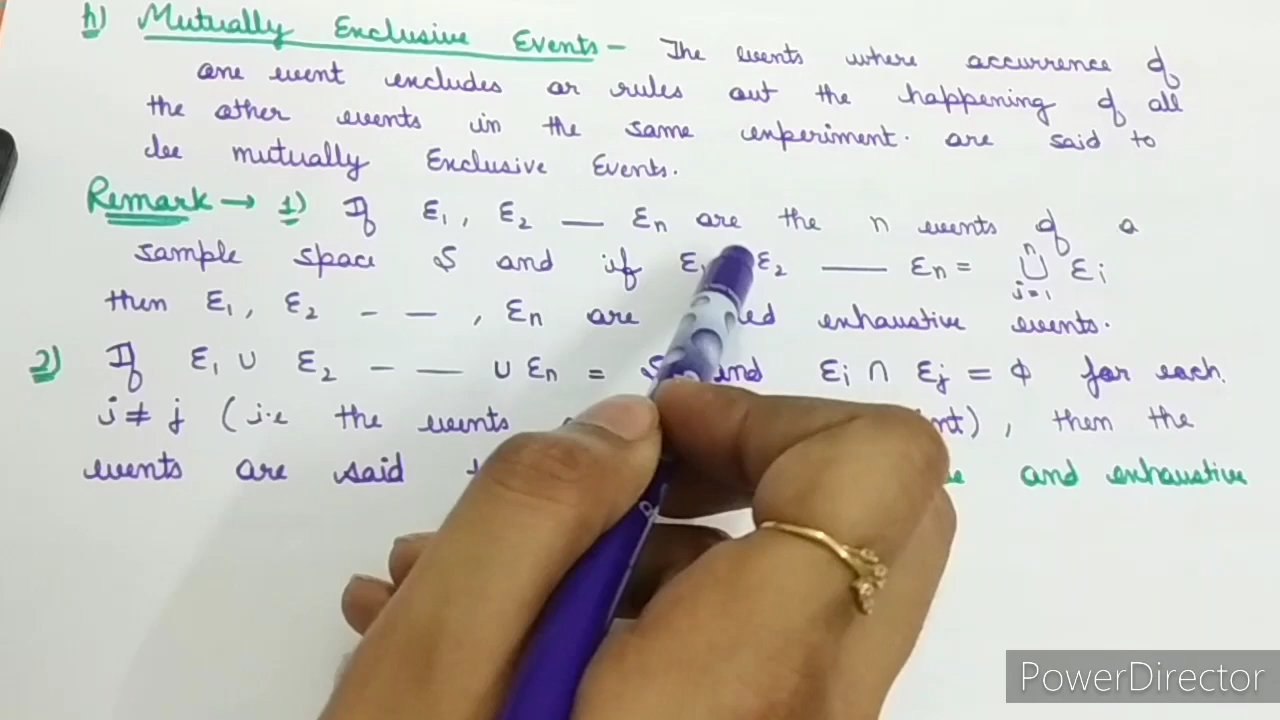 h) Mutually Exclusive Events - The events where occurrence of
one event excludes or rules out the happening of all
the other events in the same experiment. are said to
be mutually Exclusive Events.
Remark → 1) If E₁, E₂ — Eₙ are the n events of a
sample space S and if E₁ E₂ — Eₙ = ⋃ⁿᵢ₌₁ Eᵢ
then E₁, E₂ - — , Eₙ are exhaustive events.
2) If E₁ ∪ E₂ - — ∪ Eₙ = S and Eᵢ ∩ Eⱼ = ϕ for each
i ≠ j (i.e the events , then the
events are said and exhaustive
PowerDirector